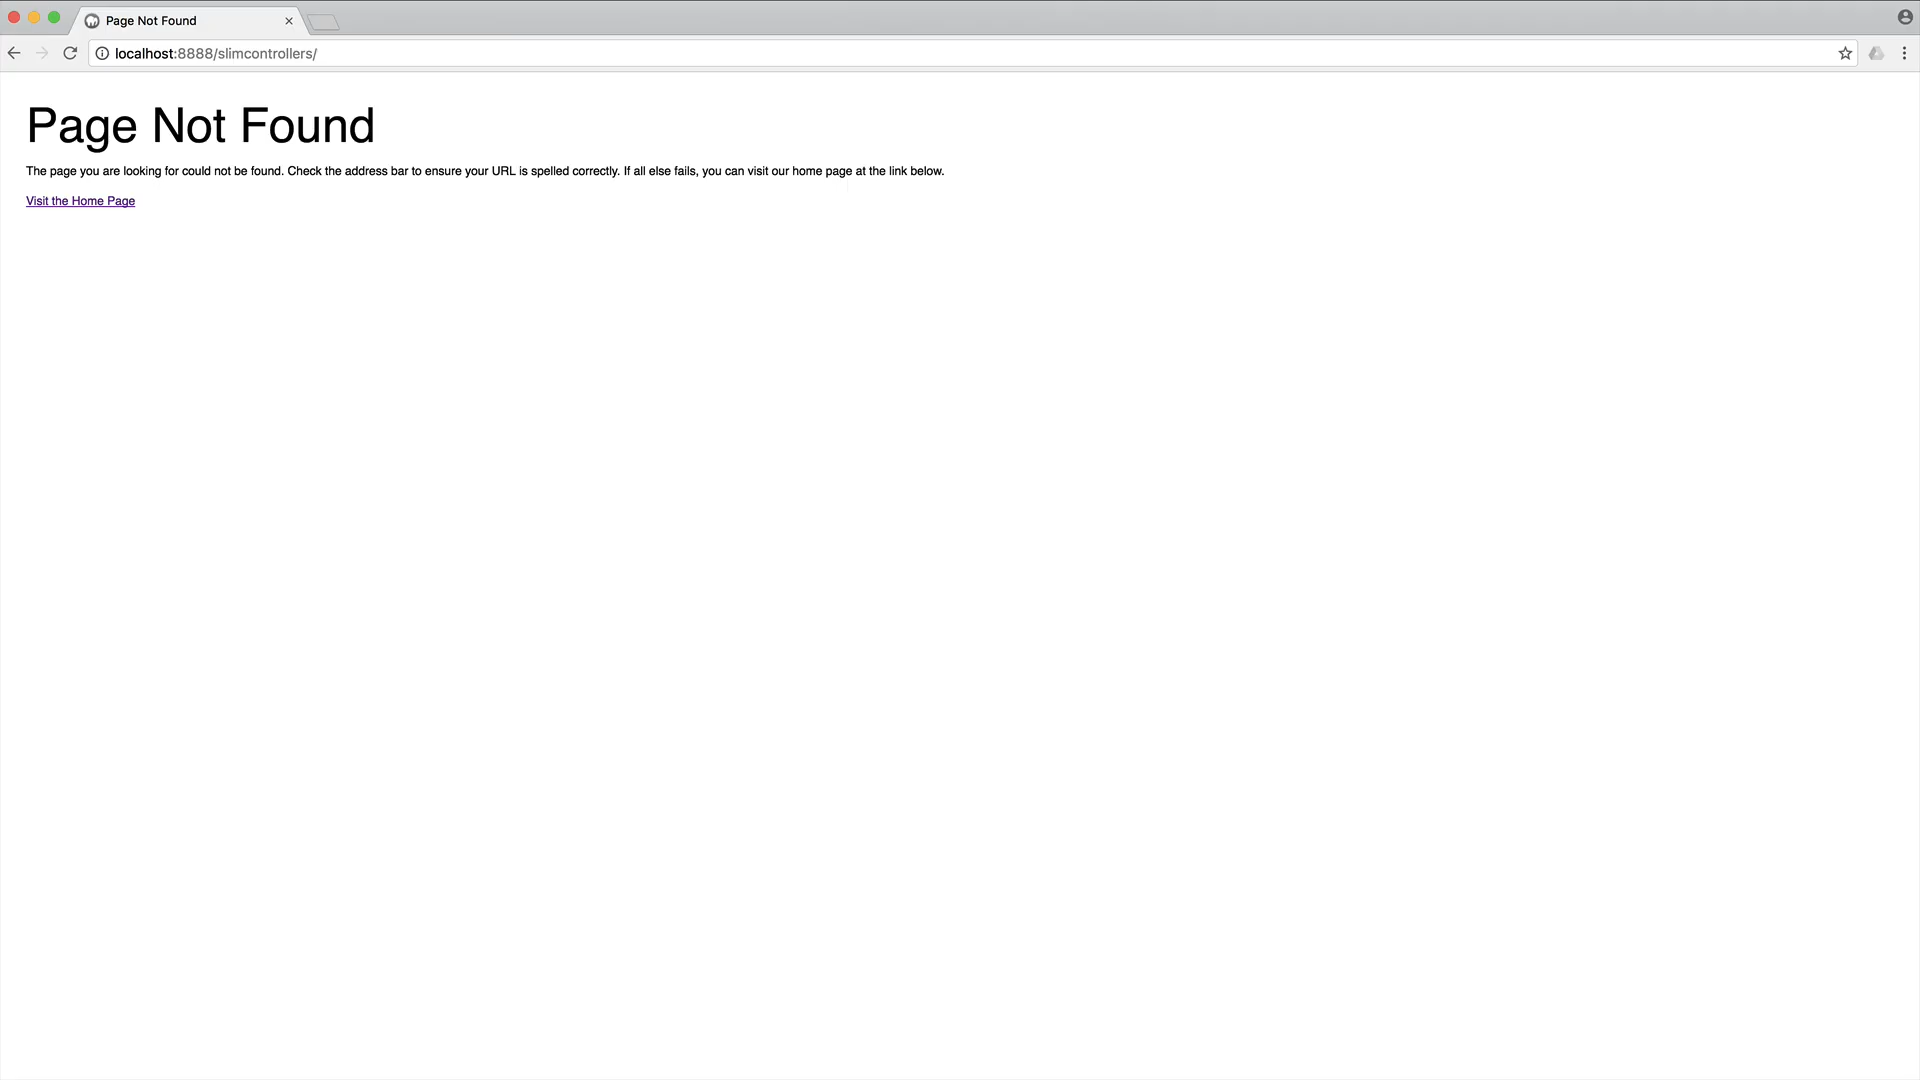 Page Not Found
localhost:8888/slimcontrollers/
Page Not Found
The page you are looking for could not be found. Check the address bar to ensure your URL is spelled correctly. If all else fails, you can visit our home page at the link below.
Visit the Home Page